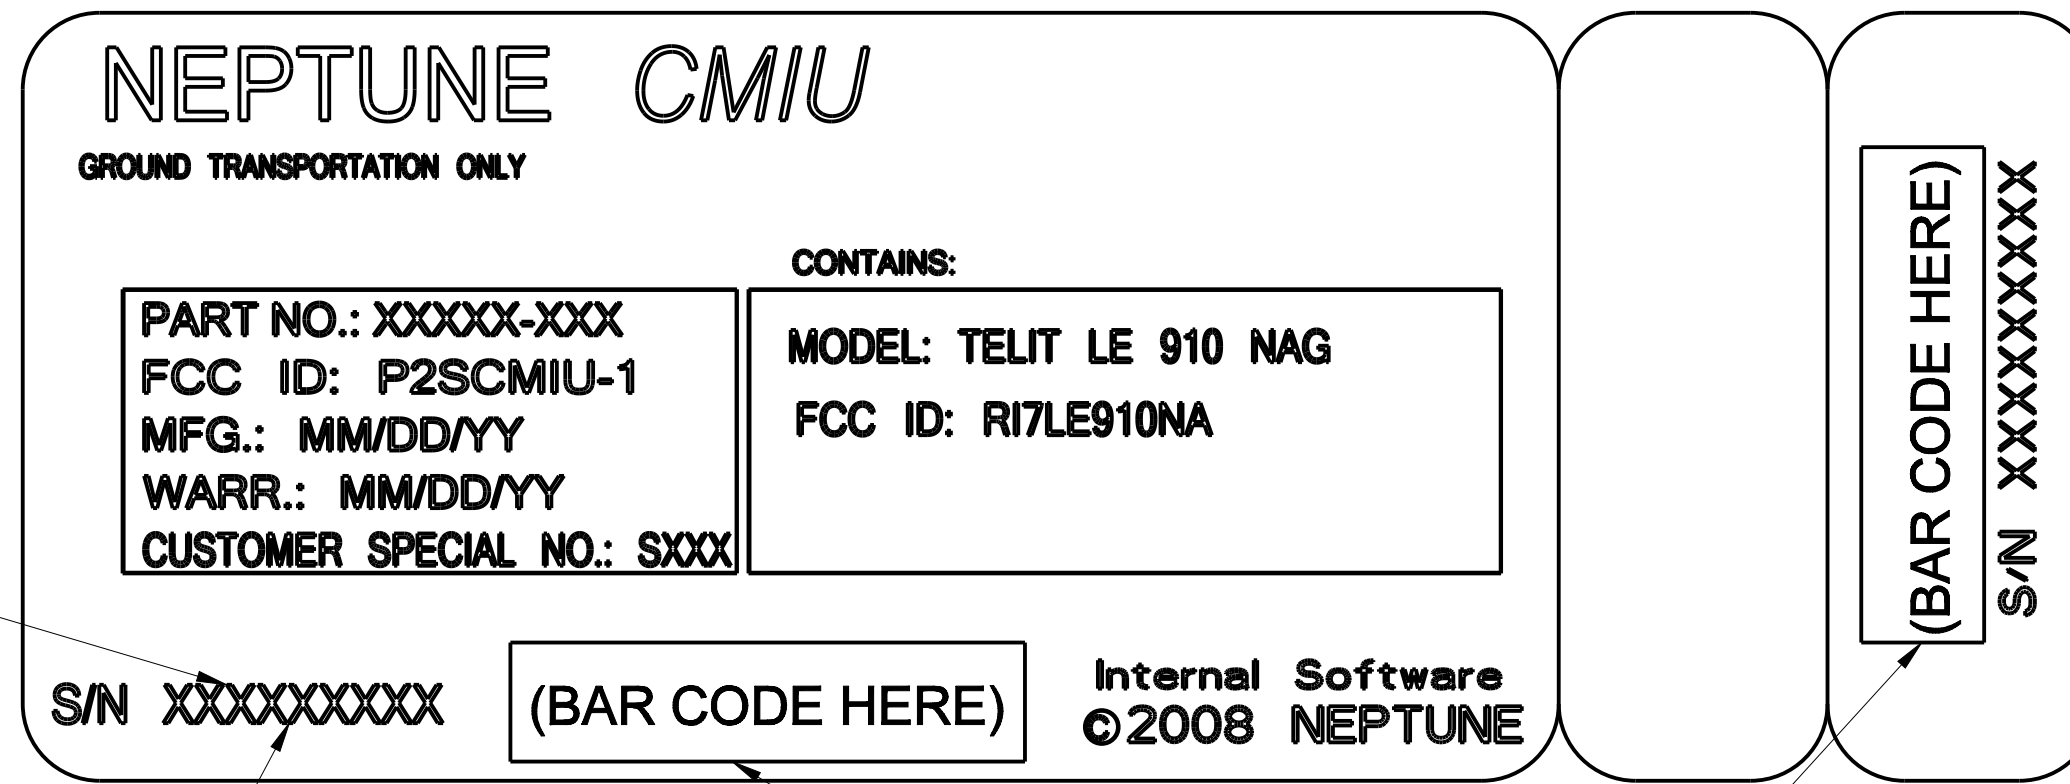 NEPTUNE CMIU
GROUND TRANSPORTATION ONLY
CONTAINS:
PART NO.: XXXXX-XXX
FCC ID: P2SCMIU-1
MFG.: MM/DD/YY
WARR.: MM/DD/YY
CUSTOMER SPECIAL NO.: SXXX
MODEL: TELIT LE 910 NAG
FCC ID: RI7LE910NA
S/N XXXXXXXXX
(BAR CODE HERE)
Internal Software
©2008 NEPTUNE
(BAR CODE HERE)
S/N XXXXXXXXX